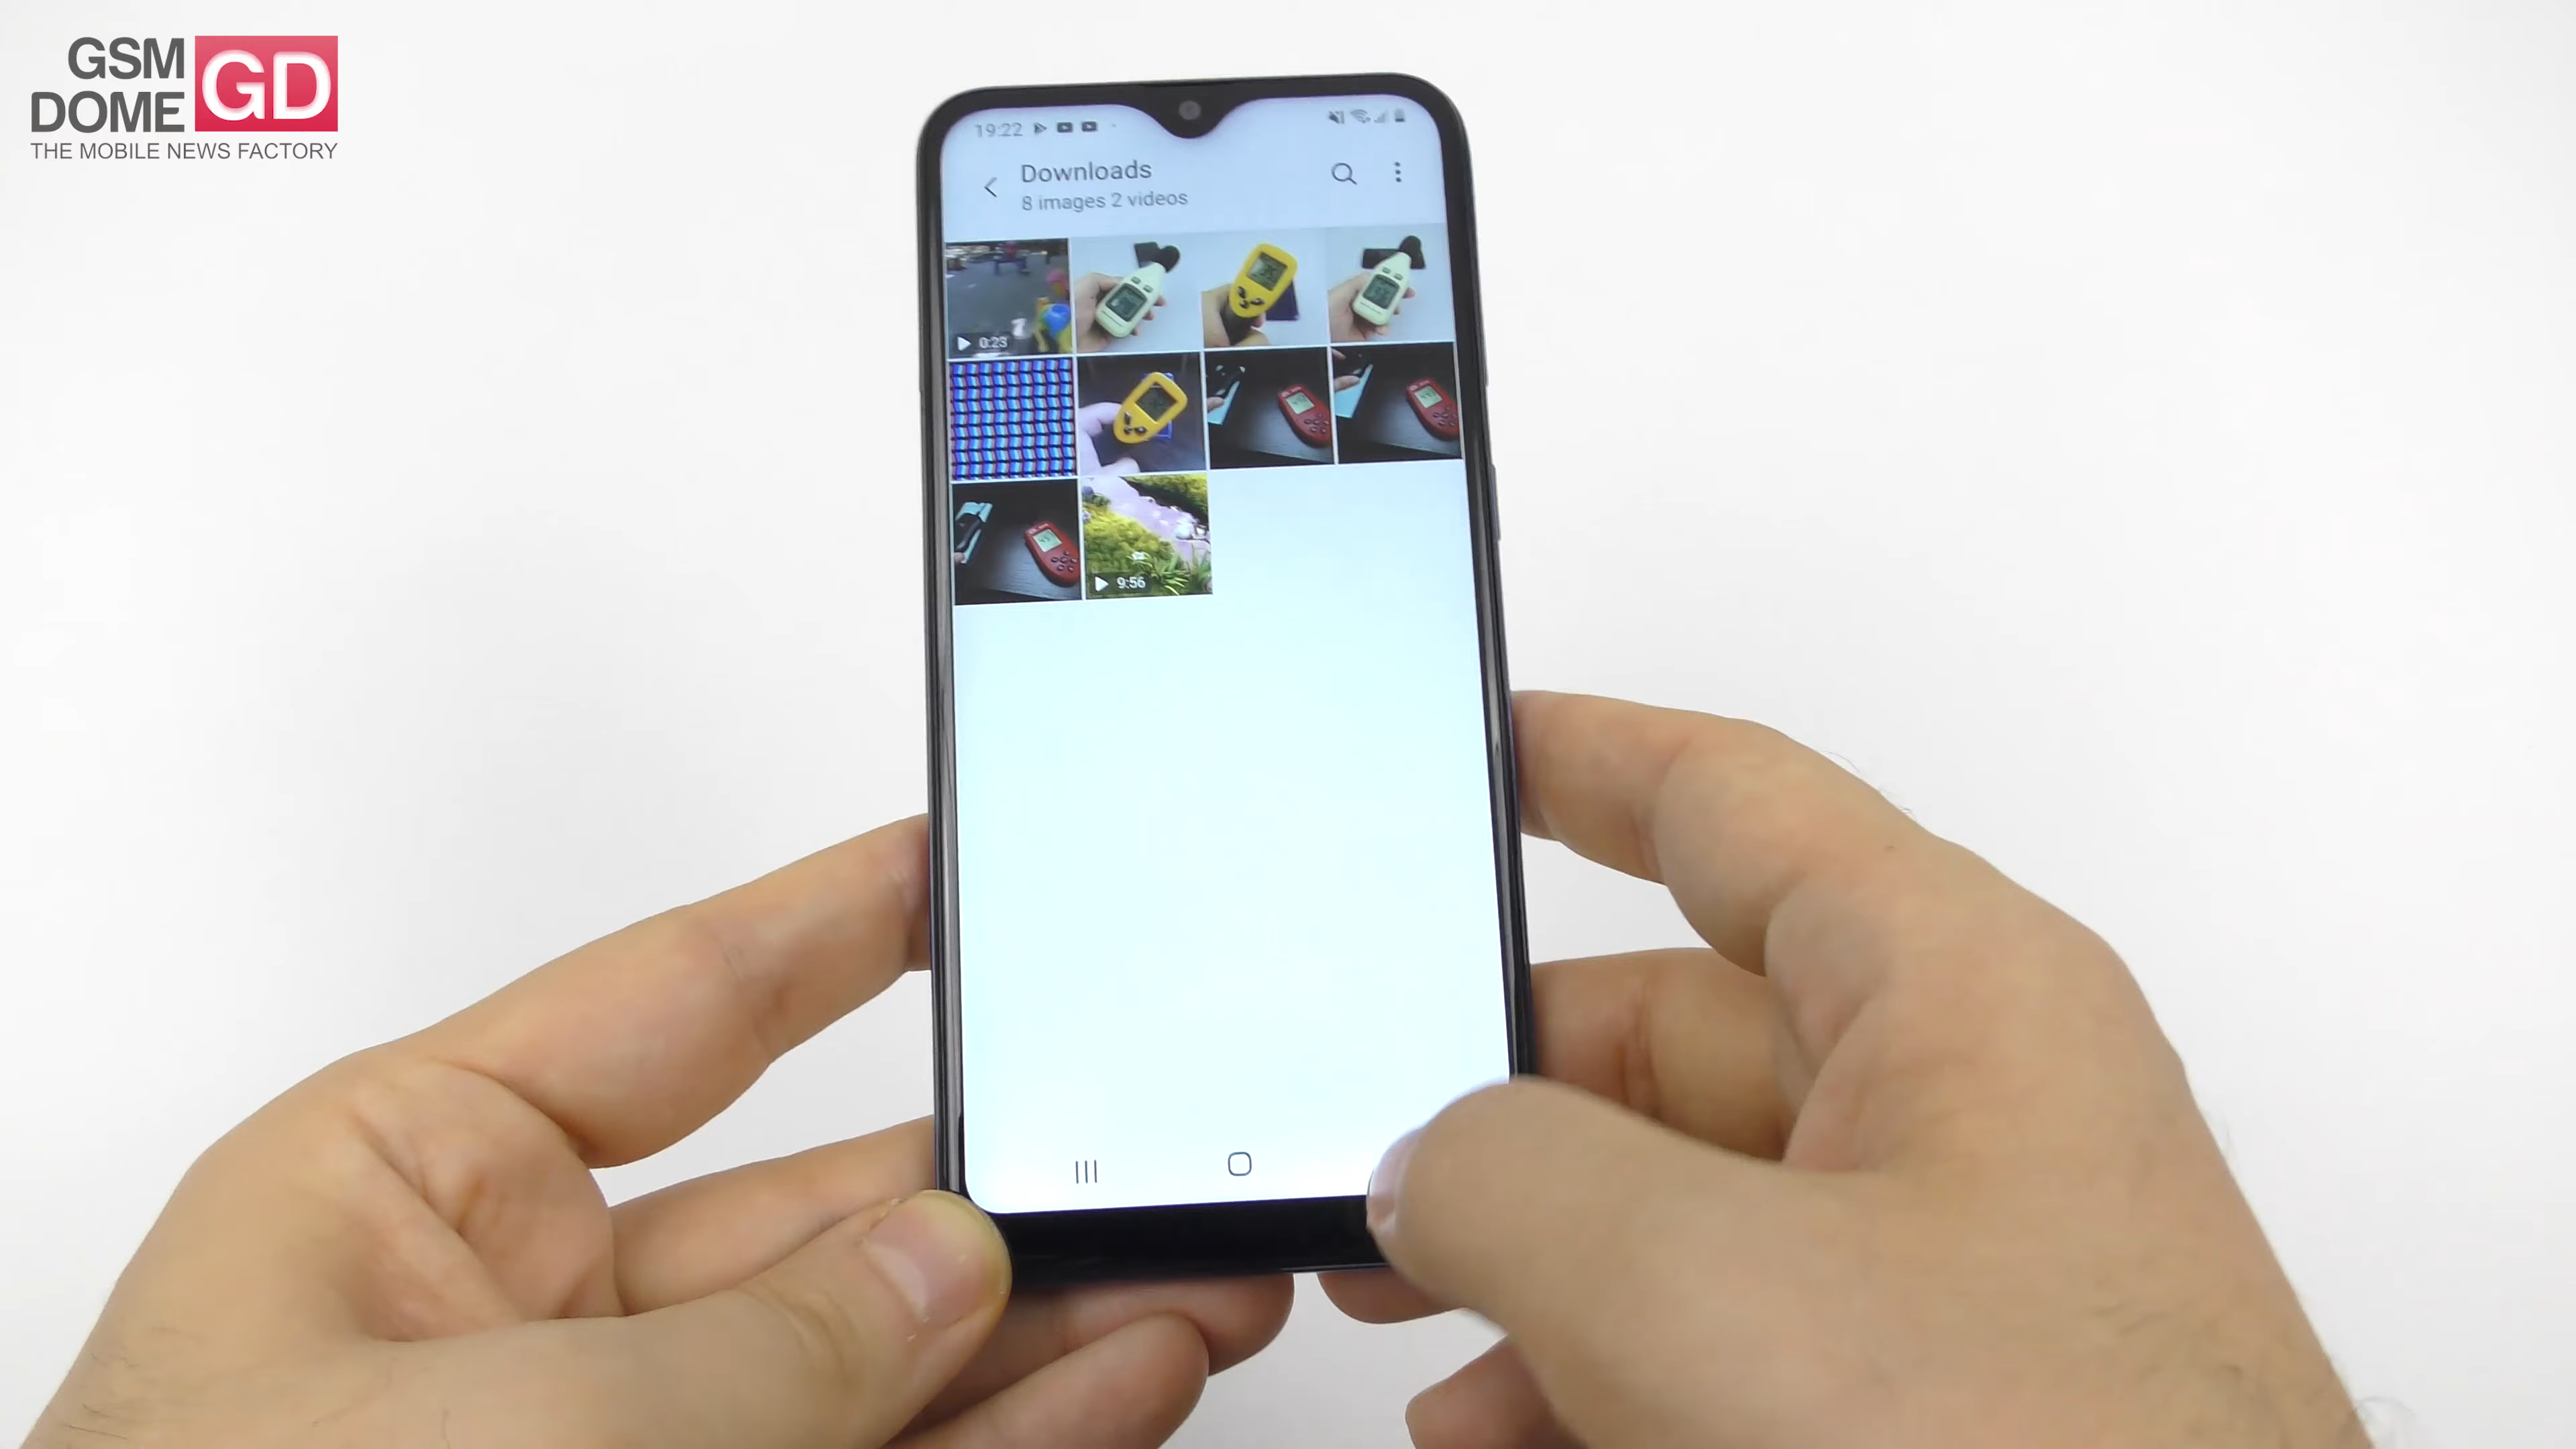 GSM
DOME
GD
THE MOBILE NEWS FACTORY
19:22
Downloads
8 images 2 videos
0:23
9:56